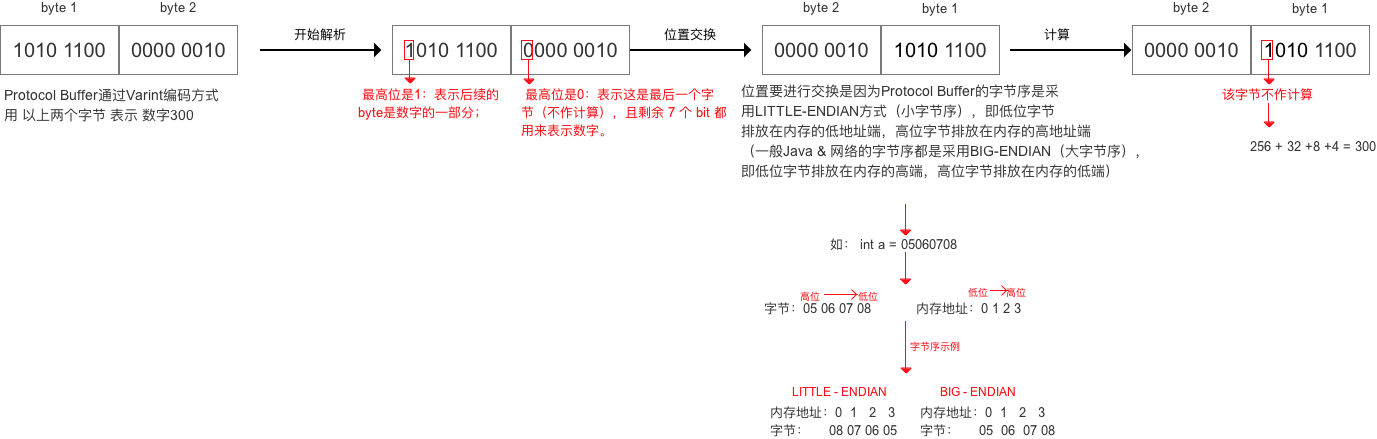 byte 1 byte 2
1010 1100 0000 0010
Protocol Buffer通过Varint编码方式
用 以上两个字节 表示 数字300
开始解析
1010 1100 0000 0010
最高位是1：表示后续的
byte是数字的一部分；
最高位是0：表示这是最后一个字
节（不作计算），且剩余 7 个 bit 都
用来表示数字。
位置交换
byte 2 byte 1
0000 0010 1010 1100
位置要进行交换是因为Protocol Buffer的字节序是采
用LITTLE-ENDIAN方式（小字节序），即低位字节
排放在内存的低地址端，高位字节排放在内存的高地址端
（一般Java & 网络的字节序都是采用BIG-ENDIAN（大字节序），
即低位字节排放在内存的高端，高位字节排放在内存的低端）
计算
byte 2 byte 1
0000 0010 1010 1100
该字节不作计算
256 + 32 +8 +4 = 300
如： int a = 05060708
高位 低位
字节：05 06 07 08
低位 高位
内存地址：0 1 2 3
字节序示例
LITTLE - ENDIAN
内存地址：0 1 2 3
字节： 08 07 06 05
BIG - ENDIAN
内存地址：0 1 2 3
字节： 05 06 07 08